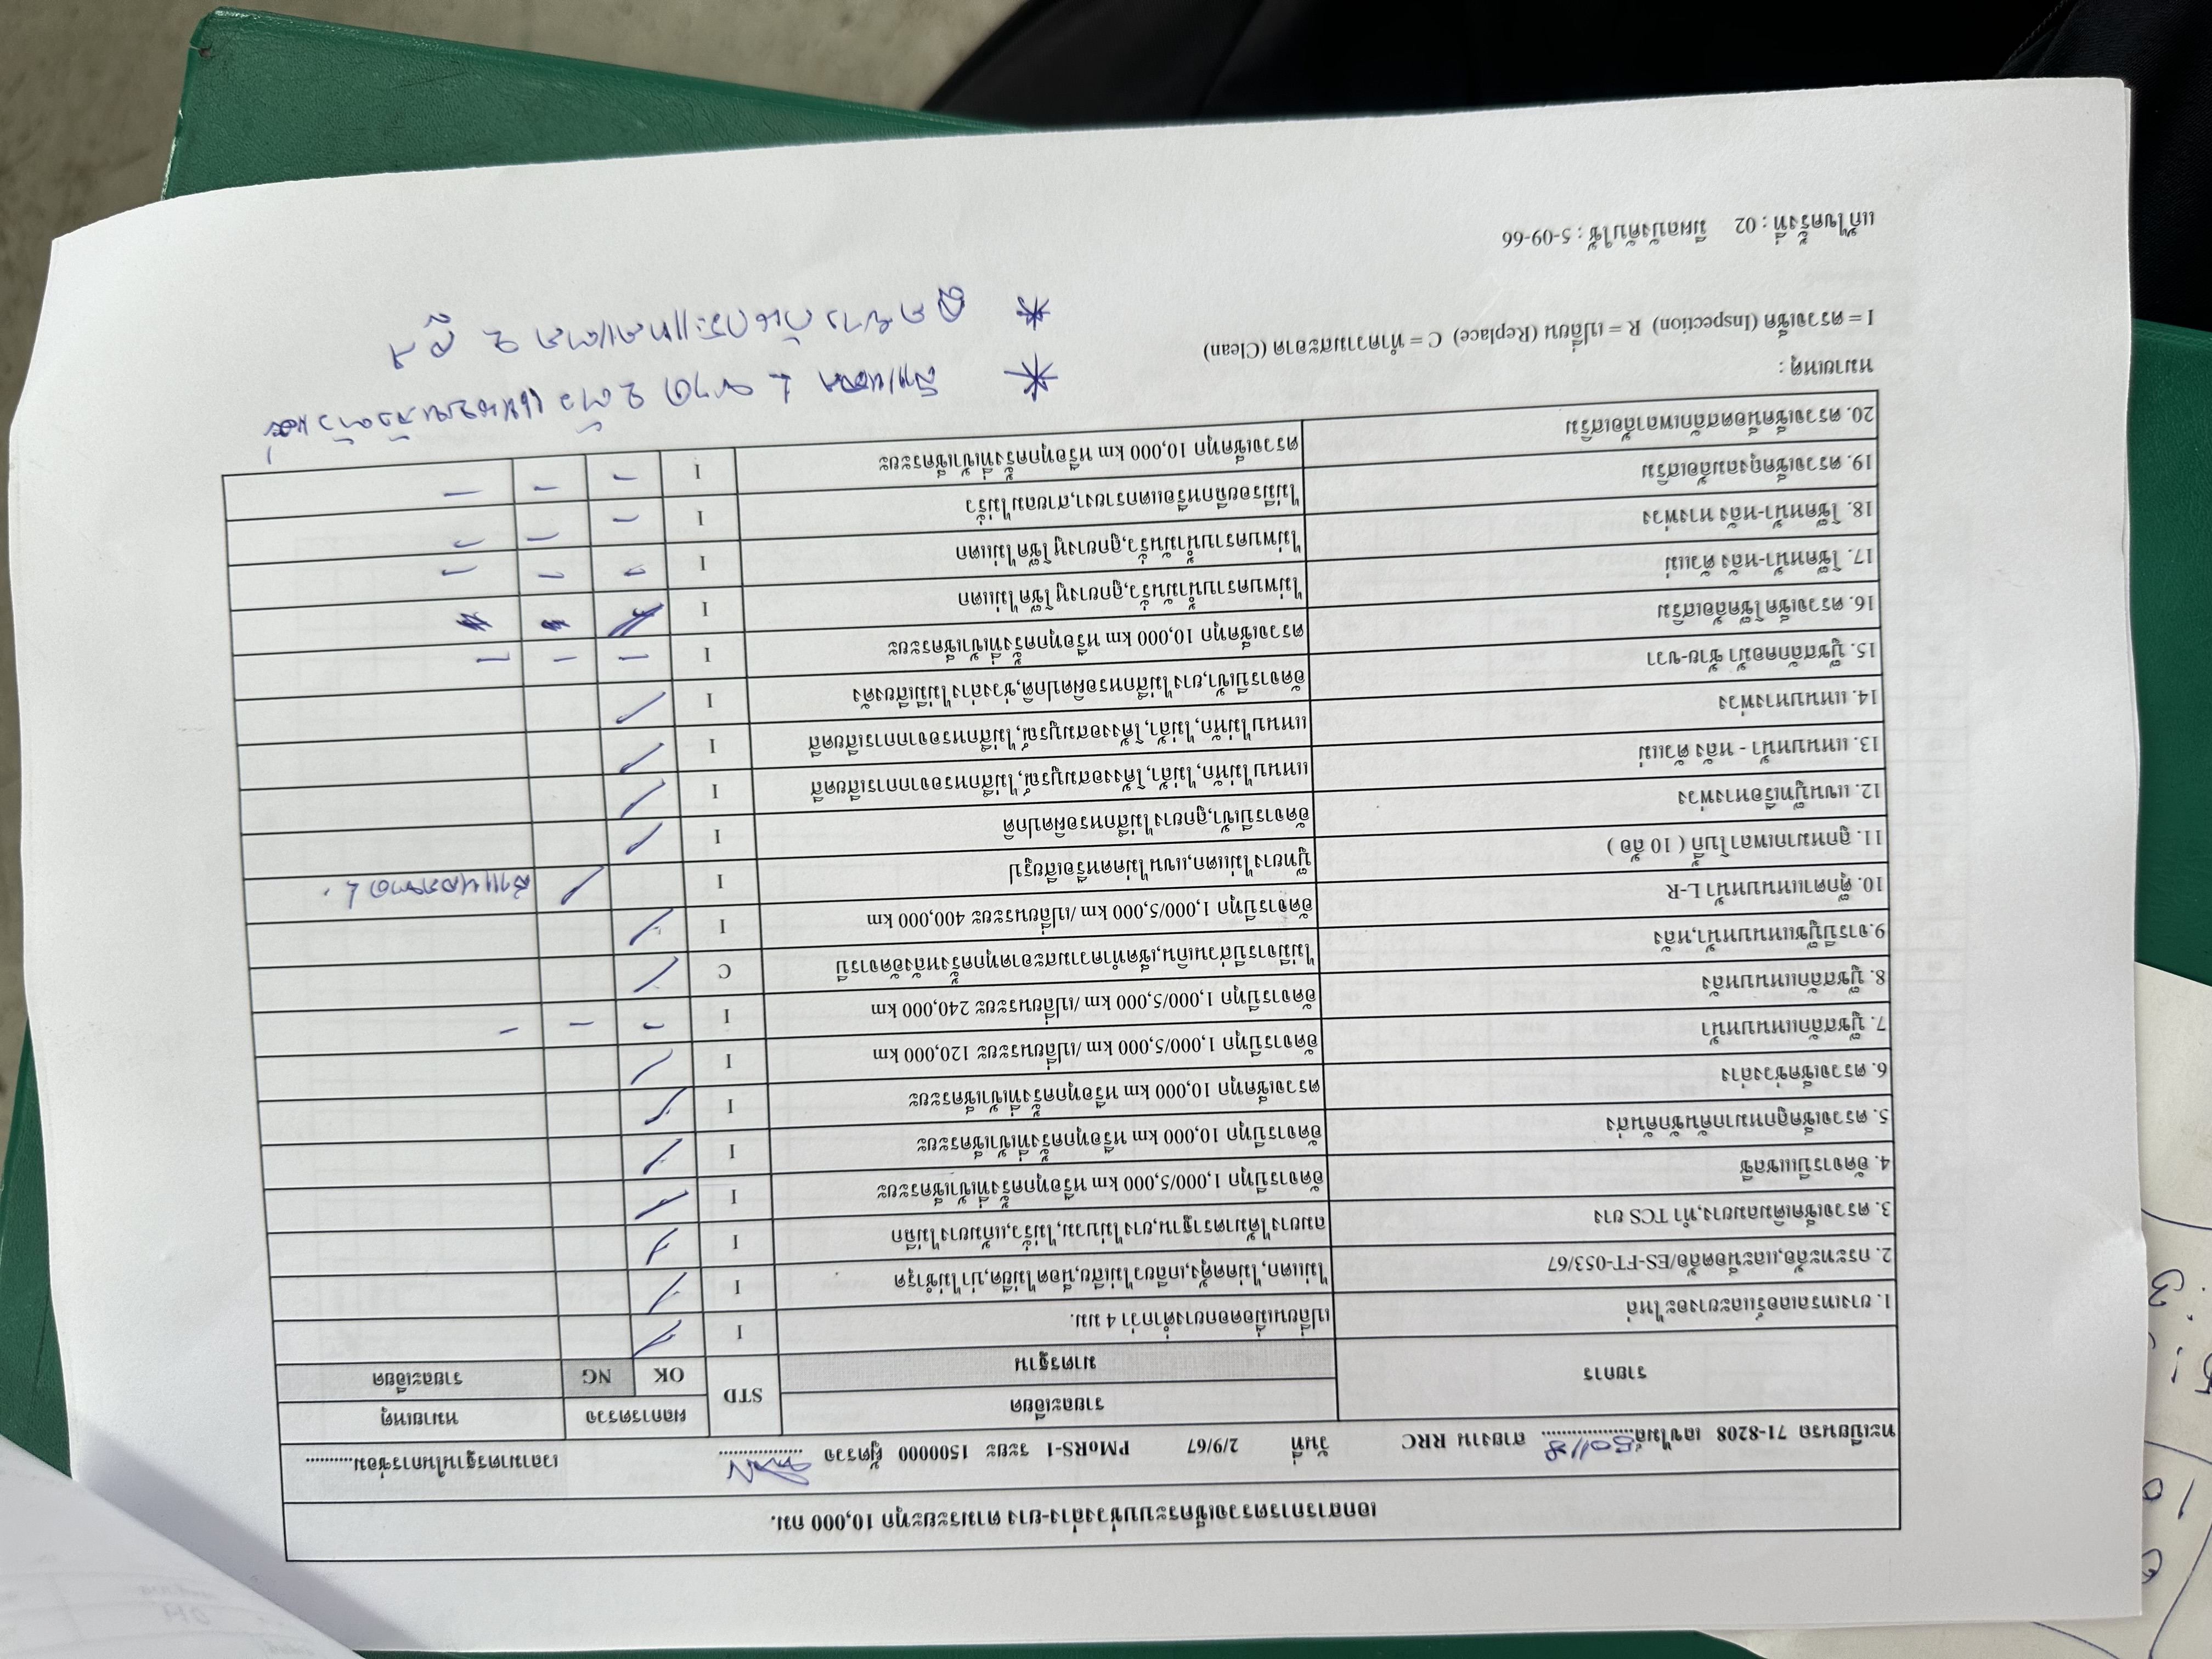 เอกสารการตรวจเช็คระบบช่วงล่าง-ยาง ตามระยะทุก 10,000 กม.
ทะเบียนรถ 71-8208 เลขไมล์ สายงาน RRC วันที่ 2/9/67 PMoRS-1 ระยะ 1500000 ผู้ตรวจ เวลามาตรฐานในการซ่อม
รายการ รายละเอียด STD ผลการตรวจ หมายเหตุ
มาตรฐาน OK NG รายละเอียด
1. ยางเทรลเลอร์และยางอะไหล่ เปลี่ยนเมื่อดอกยางต่ำกว่า 4 มม. I /
2. กระทะล้อ,และน็อตล้อ/ES-FT-053/67 ไม่แตก,ไม่คดคุ้ง,เกลียวไม่เสีย,น็อตไม่ยืด,บ่าไม่ชำรุด I /
3. ตรวจเช็คเติมลมยาง,ทำ TCS ยาง ลมยางได้มาตราฐาน,ยางไม่บวม,ไม่รั่ว,แก้มยางไม่ฉีก I /
4. อัดจารบีแชลชี อัดจารบีทุก 1,000/5,000 km หรือทุกครั้งที่เข้าเช็คระยะ I /
5. ตรวจเช็คลูกหมากคันชักคันส่ง อัดจารบีทุก 10,000 km หรือทุกครั้งที่เข้าเช็คระยะ I /
6. ตรวจเช็คช่วงล่าง ตรวจเช็คทุก 10,000 km หรือทุกครั้งที่เข้าเช็คระยะ I /
7. บู๊ชสลักแหนบหน้า อัดจารบีทุก 1,000/5,000 km /เปลี่ยนระยะ 120,000 km I /
8. บู๊ชสลักแหนบหลัง อัดจารบีทุก 1,000/5,000 km /เปลี่ยนระยะ 240,000 km I - - -
9.จารบีบู๊ชแหนบหน้า,หลัง ไม่มีจารบีส่วนเกิน,เช็คทำความสะอาดทุกครั้งหลังอัดจารบี C /
10. ตุ๊กตาแหนบหน้า L-R อัดจารบีทุก 1,000/5,000 km /เปลี่ยนระยะ 400,000 km I /
11. ลูกหมากเพลาโบกี้ ( 10 ล้อ ) บู๊ทยางไม่แตก,แขนไม่คดหรือเสียรูป I /
12. แขนบู๊ทเรือหางพ่วง อัดจารบีเข้า,ลูกยางไม่สึกหรอผิดปกติ I /
13. แหนบหน้า - หลัง ตัวแม่ แหนบไม่หัก,ไม่ล้า,โค้งงอสมบูรณ์,ไม่สึกหรอจากการเสียดสี I /
14. แหนบหางพ่วง แหนบไม่หัก,ไม่ล้า,โค้งงอสมบูรณ์,ไม่สึกหรอจากการเสียดสี I /
15. บู๊ชสลักคอม้า ซ้าย-ขวา อัดจารบีเข้า,ยางไม่สึกหรอผิดปกติ,ช่วงล่างไม่มีเสียงดัง I /
16. ตรวจเช็คโช๊คล้อเสริม ตรวจเช็คทุก 10,000 km หรือทุกครั้งที่เข้าเช็คระยะ I - - -
17. โช๊คหน้า-หลัง ตัวแม่ ไม่พบคราบน้ำมันรั่ว,ลูกยางหูโช๊คไม่แตก I /
18. โช๊คหน้า-หลัง หางพ่วง ไม่พบคราบน้ำมันรั่ว,ลูกยางหูโช๊คไม่แตก I - - -
19. ตรวจเช็คถุงลมล้อเสริม ไม่มีรอยฉีกหรือแตกรายงา,สายลมไม่รั่ว I - - -
20. ตรวจเช็คน็อตสลักเพลาล้อเสริม ตรวจเช็คทุก 10,000 km หรือทุกครั้งที่เข้าเช็คระยะ I - - -
หมายเหตุ :
* L ขาด 2 ตัว แหนบหลังตัวแม่
I = ตรวจเช็ค (Inspection) R = เปลี่ยน (Replace) C = ทำความสะอาด (Clean)
* ลูกยางกันกระแทกแตก 2 ลูก
แก้ไขครั้งที่ : 02 มีผลบังคับใช้ : 5-09-66